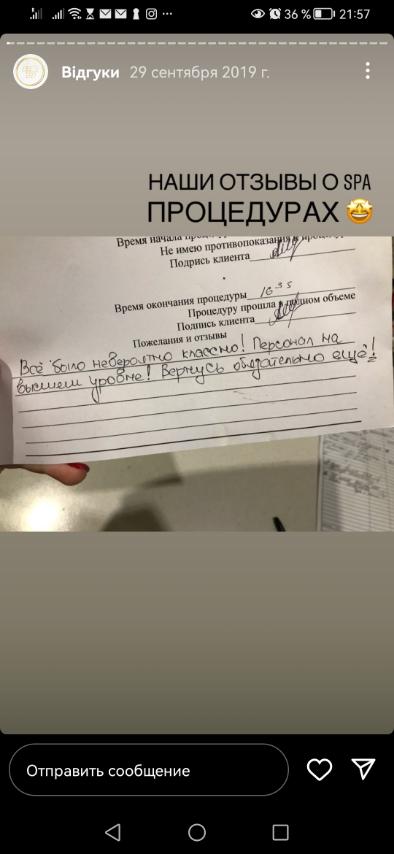 36 % 21:57
Відгуки 29 сентября 2019 г.
НАШИ ОТЗЫВЫ О SPA
ПРОЦЕДУРАХ 🤩
Время начала
Не имею противопоказаний к
Подпись клиента
Время окончания процедуры 16 35
Процедуру прошла в полном объеме
Подпись клиента
Пожелания и отзывы
Всё было невероятно классно! Персонал на
высшем уровне! Вернусь обязательно ещё!
Отправить сообщение